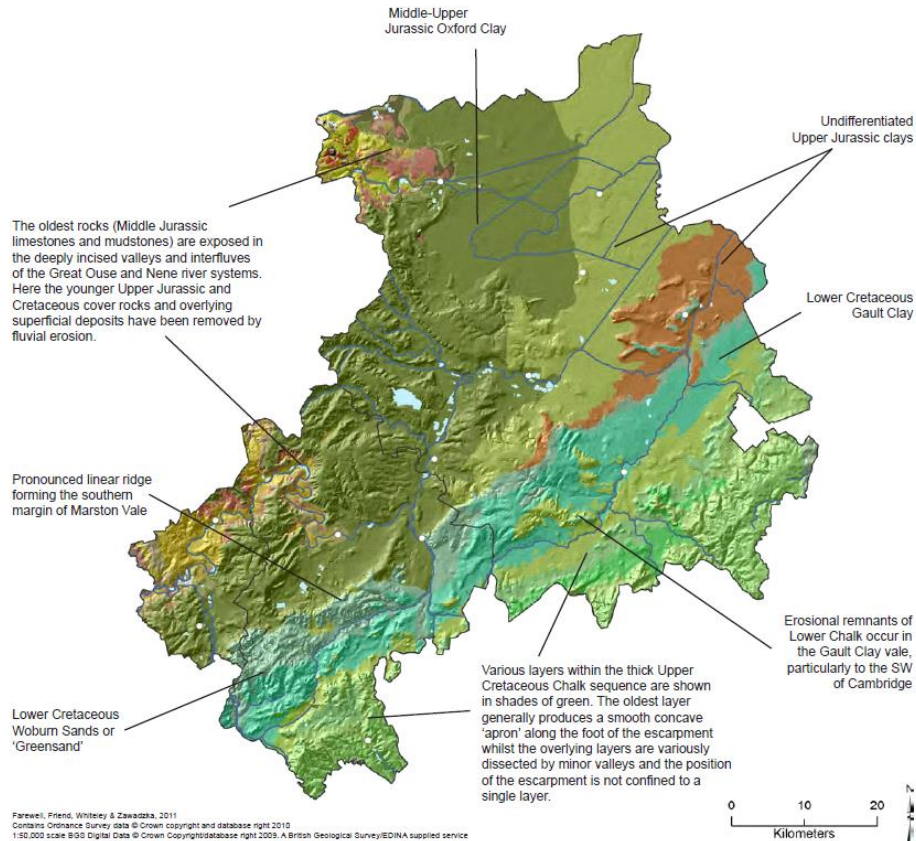 Middle-Upper
Jurassic Oxford Clay
Undifferentiated
Upper Jurassic clays
The oldest rocks (Middle Jurassic
limestones and mudstones) are exposed in
the deeply incised valleys and interfluves
of the Great Ouse and Nene river systems.
Here the younger Upper Jurassic and
Cretaceous cover rocks and overlying
superficial deposits have been removed by
fluvial erosion.
Lower Cretaceous
Gault Clay
Pronounced linear ridge
forming the southern
margin of Marston Vale
Erosional remnants of
Lower Chalk occur in
the Gault Clay vale,
particularly to the SW
of Cambridge
Various layers within the thick Upper
Cretaceous Chalk sequence are shown
in shades of green. The oldest layer
generally produces a smooth concave
‘apron’ along the foot of the escarpment
whilst the overlying layers are variously
dissected by minor valleys and the position
of the escarpment is not confined to a
single layer.
Lower Cretaceous
Woburn Sands or
‘Greensand’
0 10 20
Kilometers
N
Farewell, Friend, Whiteley & Zawadzka, 2011
Contains Ordnance Survey data © Crown copyright and database right 2010
1:50,000 scale BGS Digital Data © Crown Copyright/database right 2009. A British Geological Survey/EDINA supplied service